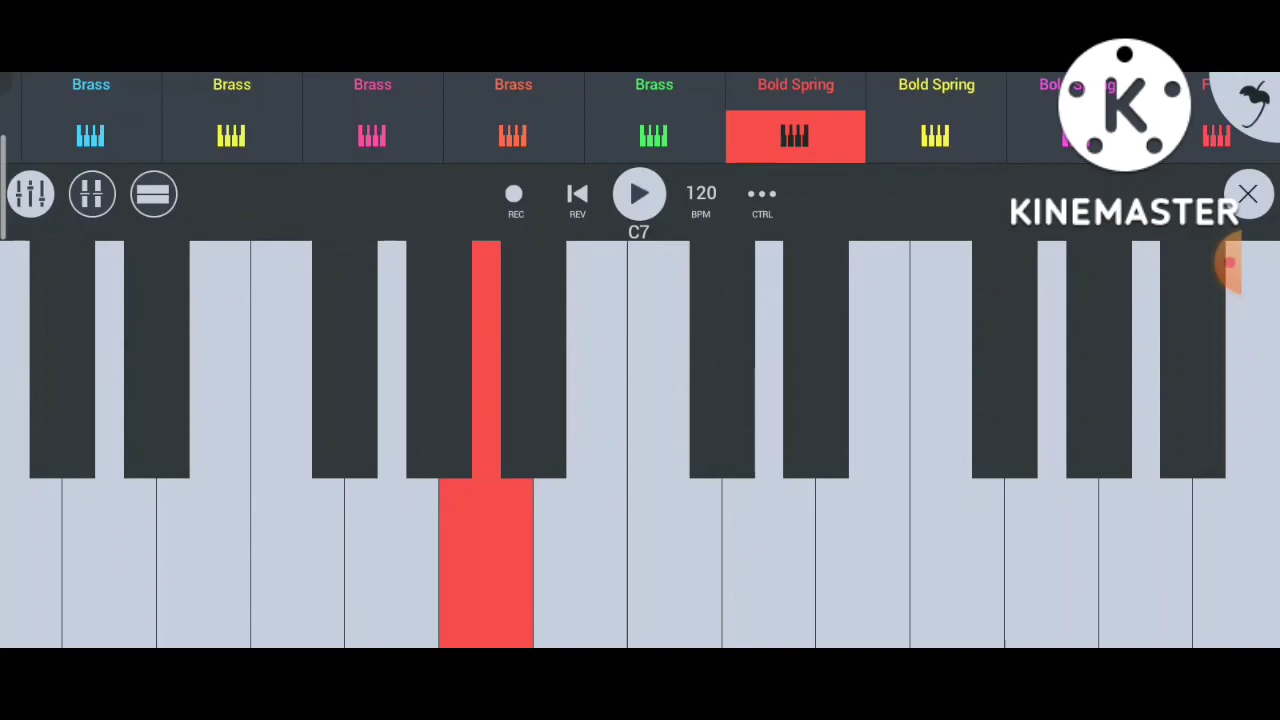 Brass Brass Brass Brass Brass Bold Spring Bold Spring
K
120
REC REV BPM CTRL
KINEMASTER
C7